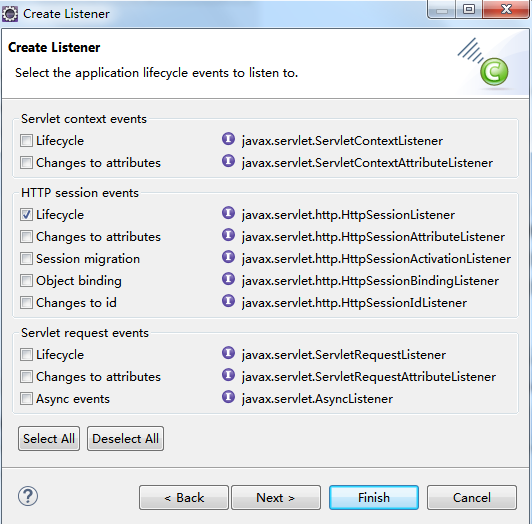 Create Listener
Create Listener
Select the application lifecycle events to listen to.
Servlet context events
Lifecycle javax.servlet.ServletContextListener
Changes to attributes javax.servlet.ServletContextAttributeListener
HTTP session events
Lifecycle javax.servlet.http.HttpSessionListener
Changes to attributes javax.servlet.http.HttpSessionAttributeListener
Session migration javax.servlet.http.HttpSessionActivationListener
Object binding javax.servlet.http.HttpSessionBindingListener
Changes to id javax.servlet.http.HttpSessionIdListener
Servlet request events
Lifecycle javax.servlet.ServletRequestListener
Changes to attributes javax.servlet.ServletRequestAttributeListener
Async events javax.servlet.AsyncListener
Select All Deselect All
? < Back Next > Finish Cancel